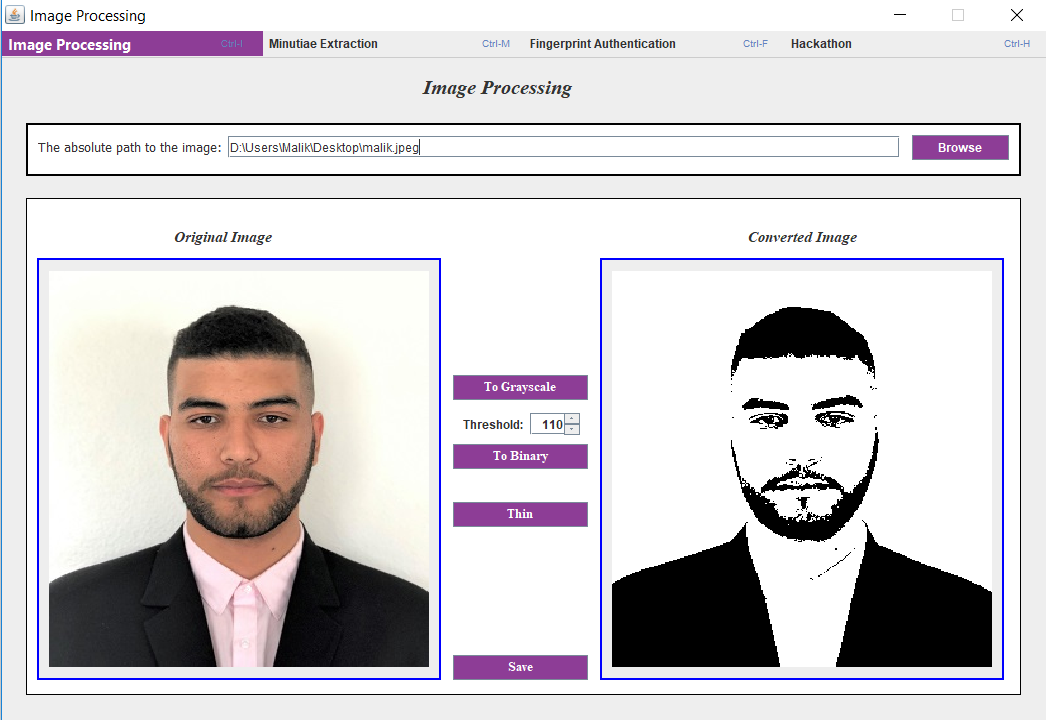 Image Processing
Image Processing Ctrl-I Minutiae Extraction Ctrl-M Fingerprint Authentication Ctrl-F Hackathon Ctrl-H
Image Processing
The absolute path to the image: D:\Users\Malik\Desktop\malik.jpeg Browse
Original Image Converted Image
To Grayscale
Threshold: 110
To Binary
Thin
Save